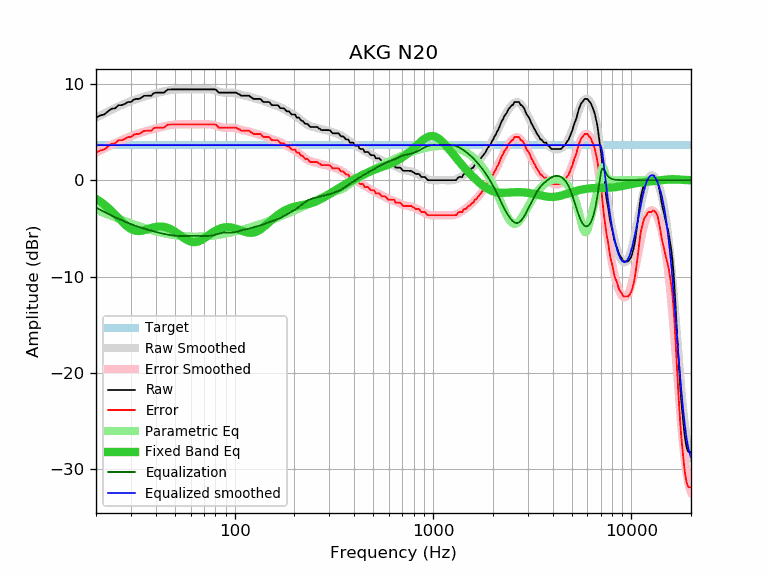 AKG N20
Amplitude (dBr)
10
0
−10
−20
−30
Target
Raw Smoothed
Error Smoothed
Raw
Error
Parametric Eq
Fixed Band Eq
Equalization
Equalized smoothed
100 1000 10000
Frequency (Hz)